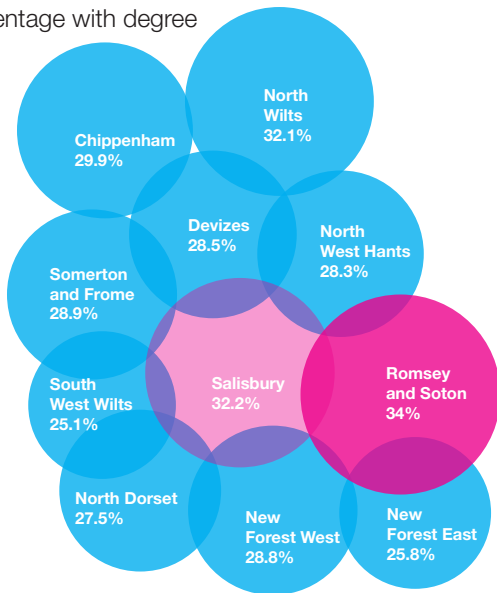 entage with degree
North
Wilts
32.1%
Chippenham
29.9%
Devizes
28.5%
North
West Hants
28.3%
Somerton
and Frome
28.9%
Salisbury
32.2%
Romsey
and Soton
34%
South
West Wilts
25.1%
North Dorset
27.5%
New
Forest West
28.8%
New
Forest East
25.8%